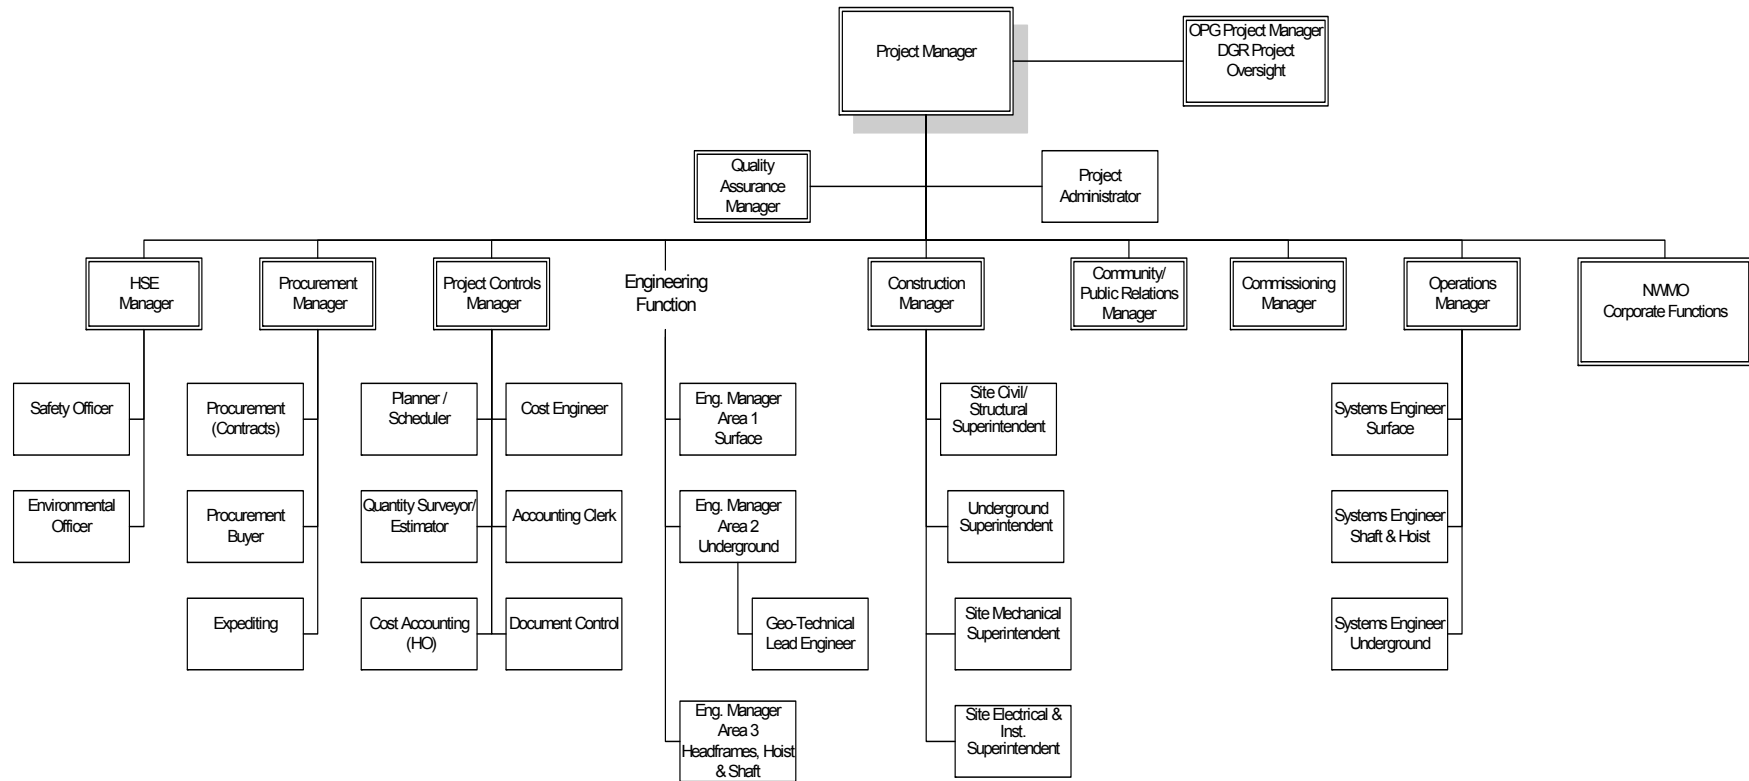 Project Manager
OPG Project Manager
DGR Project
Oversight
Quality
Assurance
Manager
Project
Administrator
HSE
Manager
Procurement
Manager
Project Controls
Manager
Engineering
Function
Construction
Manager
Community/
Public Relations
Manager
Commissioning
Manager
Operations
Manager
NWMO
Corporate Functions
Safety Officer
Procurement
(Contracts)
Planner /
Scheduler
Cost Engineer
Eng. Manager
Area 1
Surface
Site Civil/
Structural
Superintendent
Systems Engineer
Surface
Environmental
Officer
Procurement
Buyer
Quantity Surveyor/
Estimator
Accounting Clerk
Eng. Manager
Area 2
Underground
Underground
Superintendent
Systems Engineer
Shaft & Hoist
Expediting
Cost Accounting
(HO)
Document Control
Geo-Technical
Lead Engineer
Site Mechanical
Superintendent
Systems Engineer
Underground
Eng. Manager
Area 3
Headframes, Hoist
& Shaft
Site Electrical &
Inst.
Superintendent